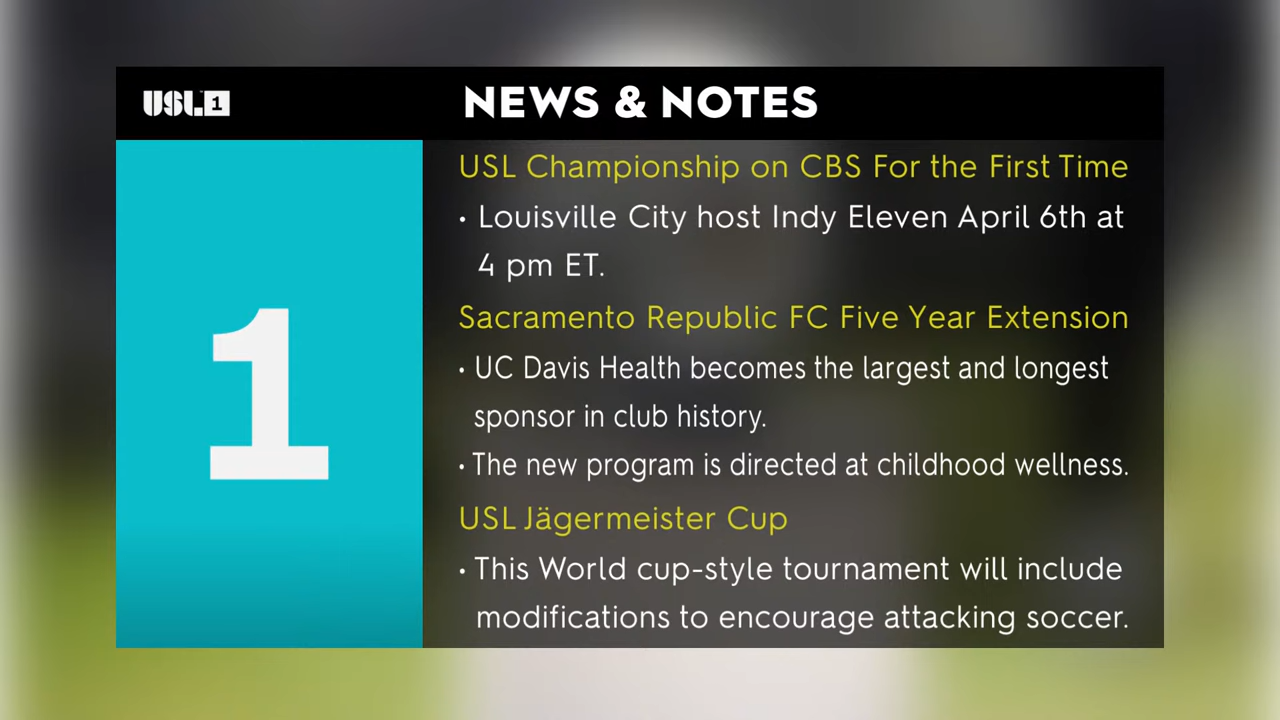 USL 1
NEWS & NOTES
1
USL Championship on CBS For the First Time
• Louisville City host Indy Eleven April 6th at
4 pm ET.
Sacramento Republic FC Five Year Extension
• UC Davis Health becomes the largest and longest
sponsor in club history.
• The new program is directed at childhood wellness.
USL Jägermeister Cup
• This World cup-style tournament will include
modifications to encourage attacking soccer.